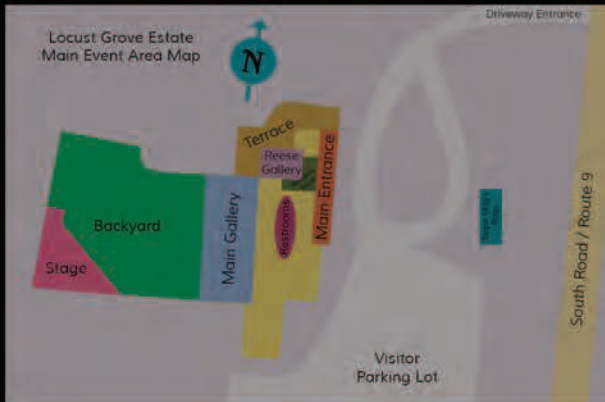 Driveway Entrance
Locust Grove Estate
Main Event Area Map
N
Terrace
Reese
Gallery
Main Entrance
Restrooms
Main Gallery
Backyard
Stage
South Road / Route 9
Visitor
Parking Lot